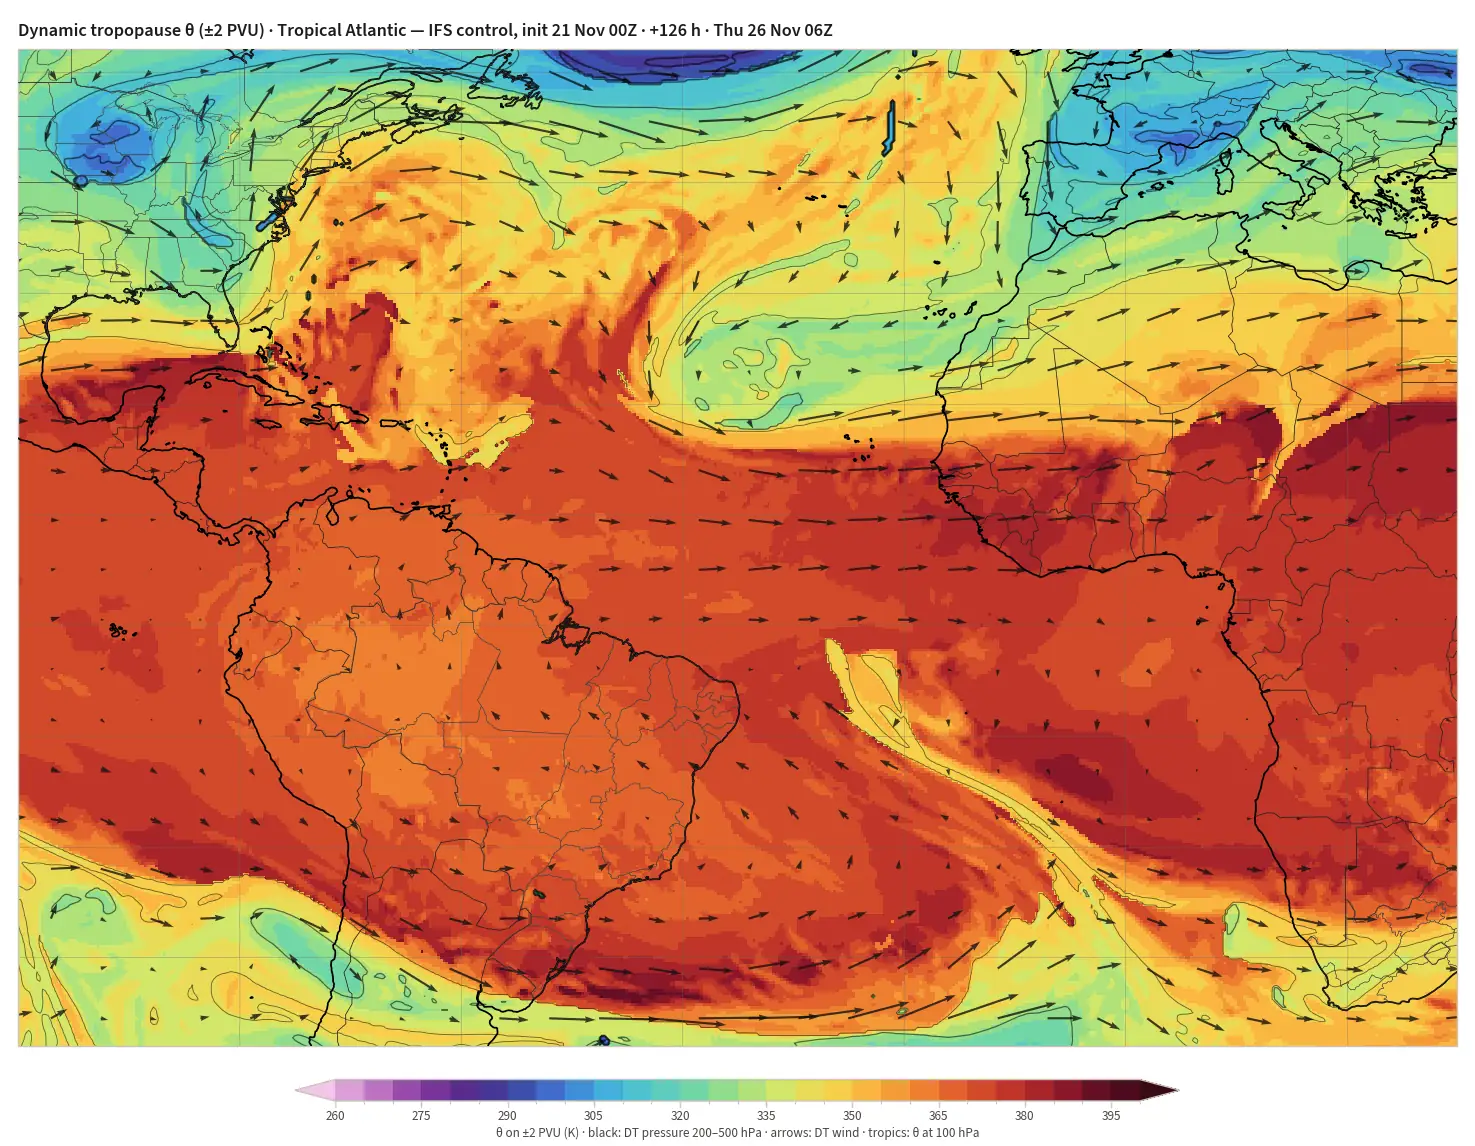 Dynamic tropopause θ (±2 PVU) · Tropical Atlantic — IFS control, init 21 Nov 00Z · +126 h · Thu 26 Nov 06Z
260 275 290 305 320 335 350 365 380 395
θ on ±2 PVU (K) · black: DT pressure 200–500 hPa · arrows: DT wind · tropics: θ at 100 hPa